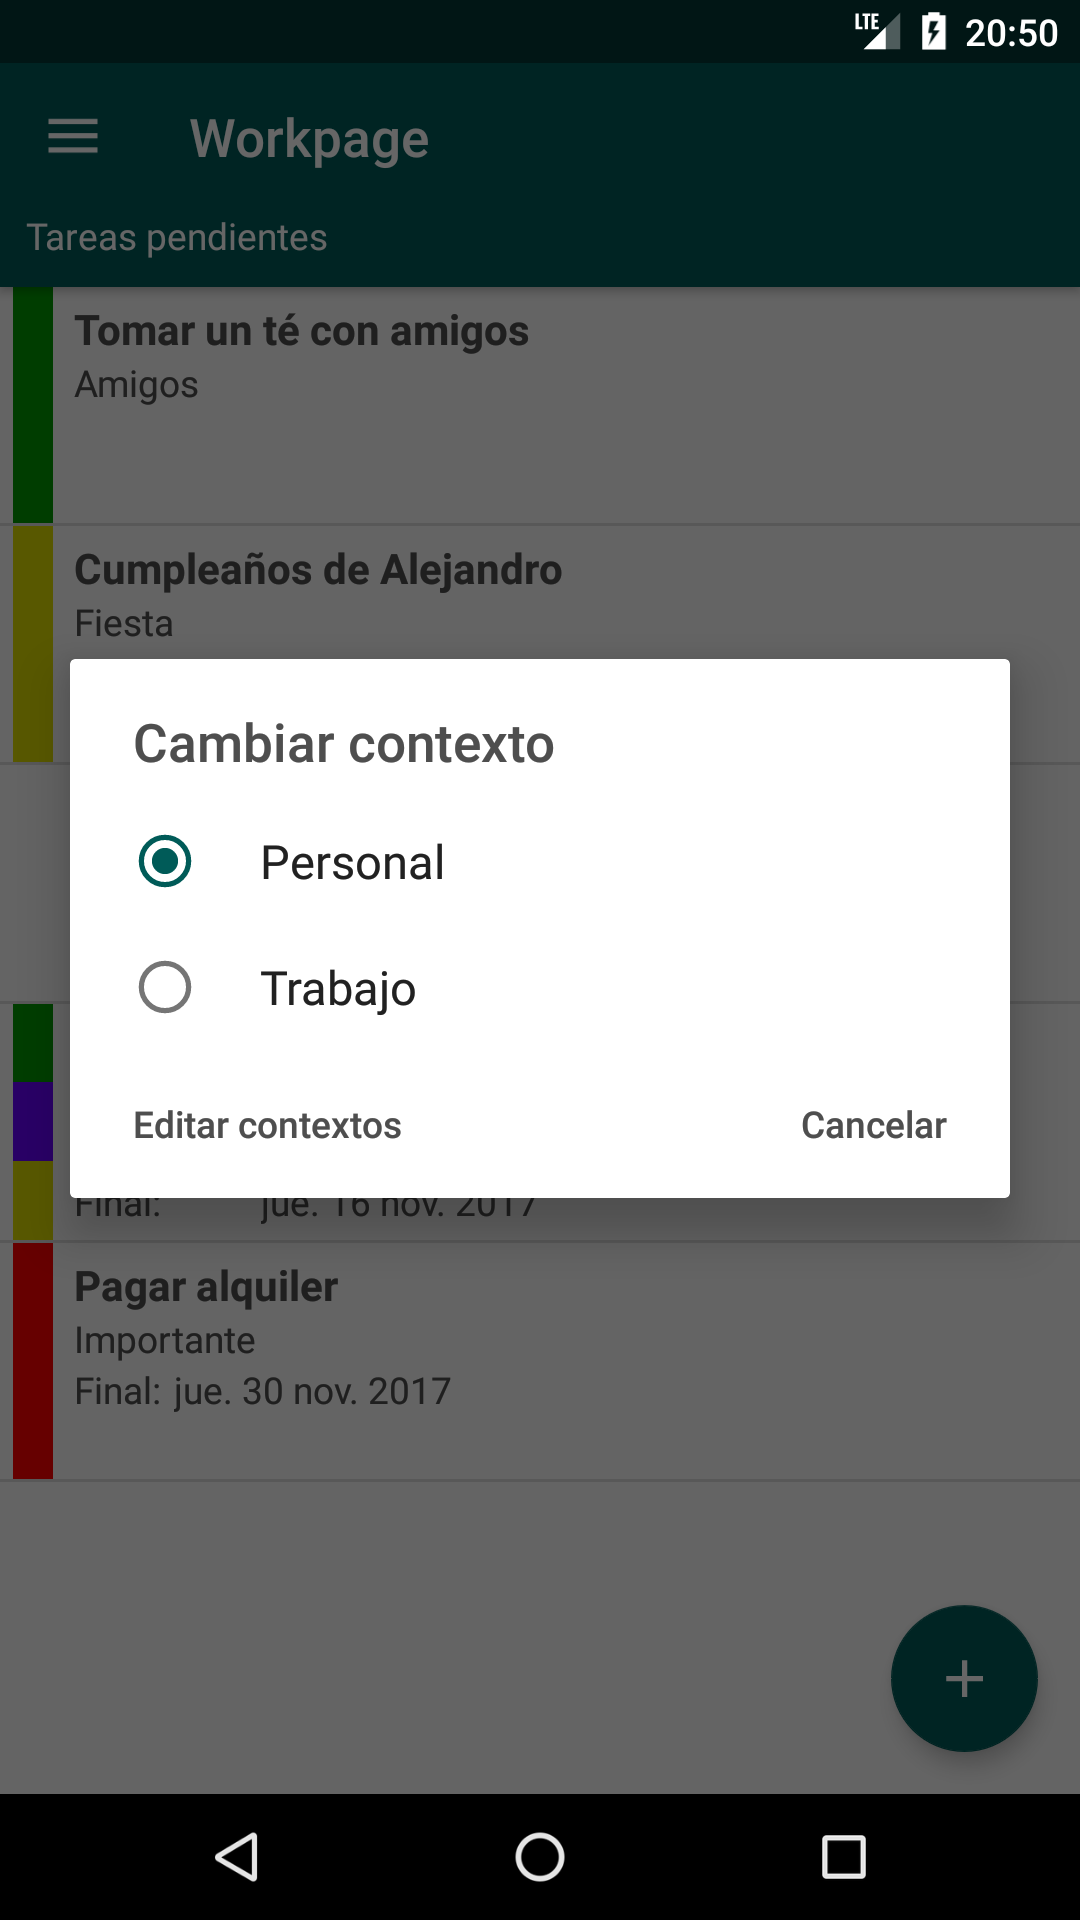 LTE 20:50
Workpage
Tareas pendientes
Tomar un té con amigos
Amigos
Cumpleaños de Alejandro
Fiesta
Cambiar contexto
Personal
Trabajo
Editar contextos Cancelar
Final: jue. 16 nov. 2017
Pagar alquiler
Importante
Final: jue. 30 nov. 2017